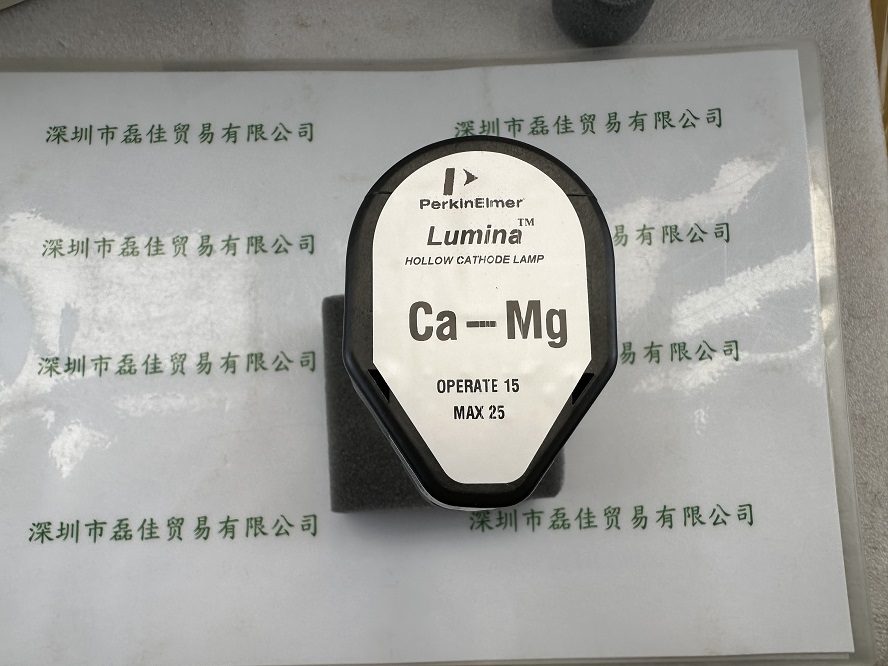 深圳市磊佳贸易有限公司
深圳市磊佳贸易有限公司
PerkinElmer
Lumina™
HOLLOW CATHODE LAMP
深圳市磊佳贸易有限公司
易有限公司
Ca-Mg
深圳市磊佳贸易有限公司
易有限公司
OPERATE 15
MAX 25
深圳市磊佳贸易有限公司
深圳市磊佳贸易有限公司